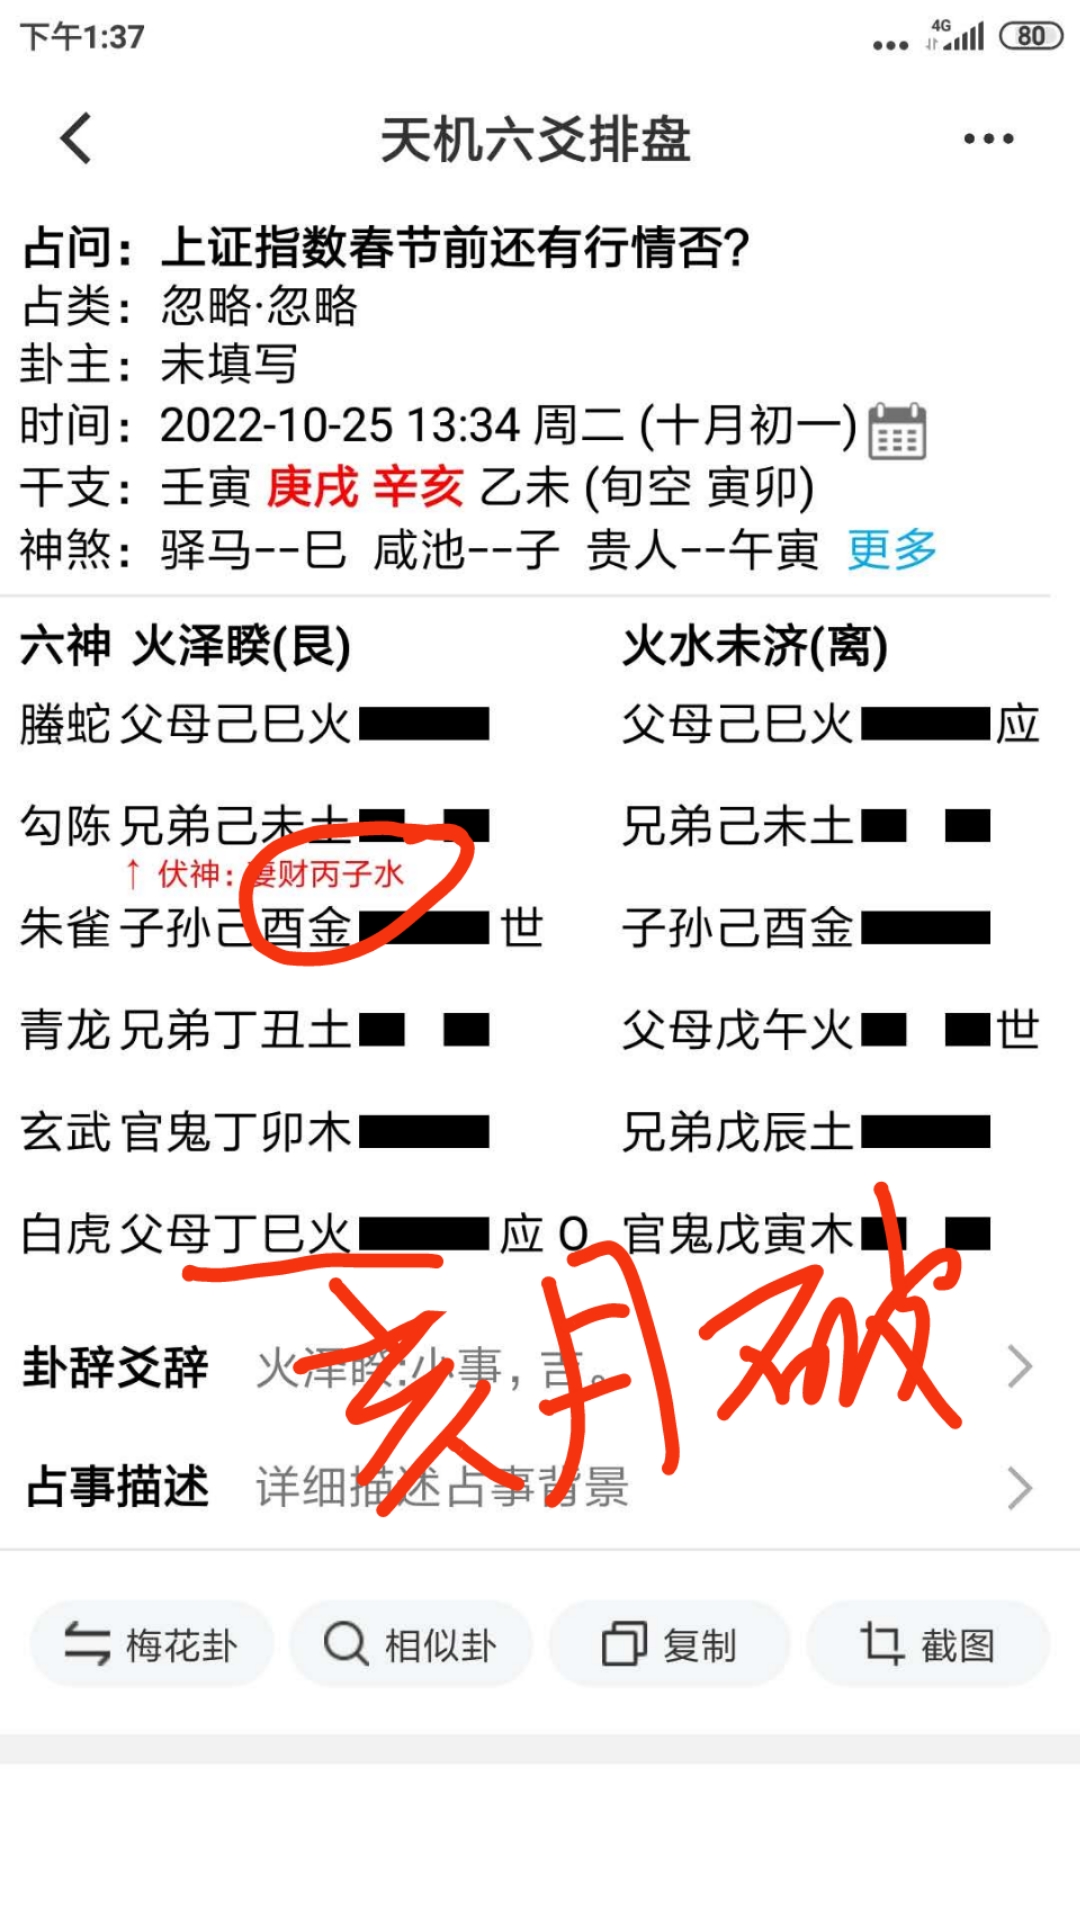 下午1:37
4G
80
天机六爻排盘
占问：上证指数春节前还有行情否?
占类：忽略·忽略
卦主：未填写
时间：2022-10-25 13:34 周二 (十月初一)
干支：壬寅 庚戌 辛亥 乙未 (旬空 寅卯)
神煞：驿马--巳 咸池--子 贵人--午寅 更多
六神 火泽睽(艮) 火水未济(离)
螣蛇 父母己巳火 父母己巳火 应
勾陈 兄弟己未土 兄弟己未土
↑ 伏神：妻财丙子水
朱雀 子孙己酉金 世 子孙己酉金
青龙 兄弟丁丑土 父母戊午火 世
玄武 官鬼丁卯木 兄弟戊辰土
白虎 父母丁巳火 应 O 官鬼戊寅木
亥月破
卦辞爻辞 火泽睽:小事，吉。
占事描述 详细描述占事背景
梅花卦 相似卦 复制 截图